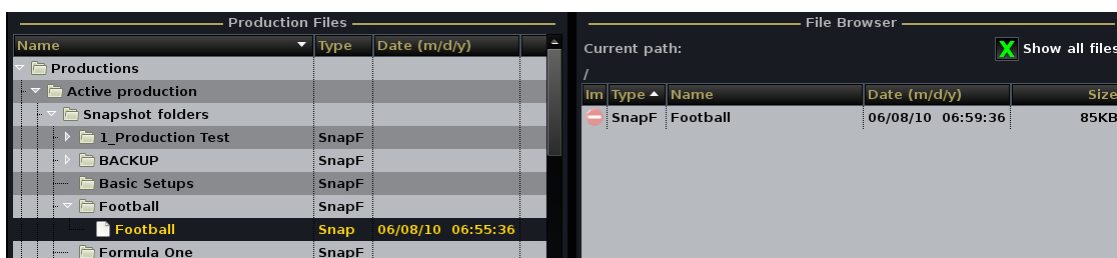 Production Files
Name Type Date (m/d/y)
Productions
Active production
Snapshot folders
1_Production Test SnapF
BACKUP SnapF
Basic Setups SnapF
Football SnapF
Football Snap 06/08/10 06:55:36
Formula One SnapF
File Browser
Current path: X Show all files
/
Im Type Name Date (m/d/y) Size
SnapF Football 06/08/10 06:59:36 85KB